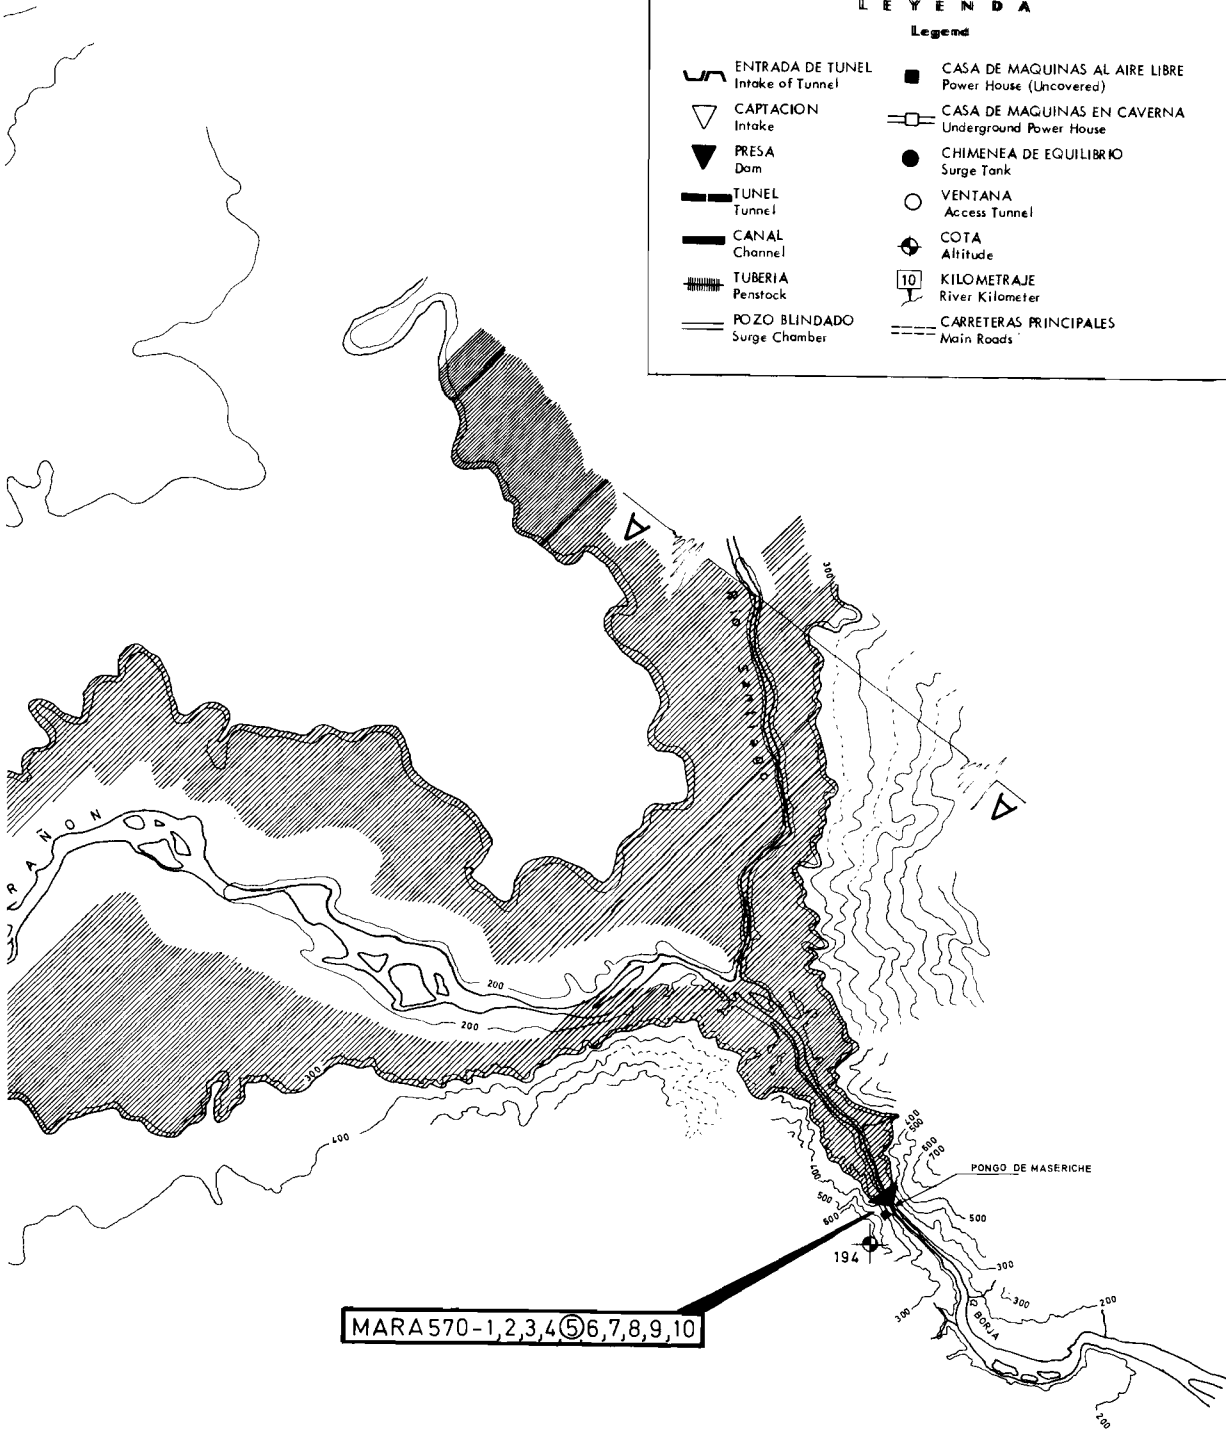 L E Y E N D A
Legend
ENTRADA DE TUNEL
Intake of Tunnel
CAPTACION
Intake
PRESA
Dam
TUNEL
Tunnel
CANAL
Channel
TUBERIA
Penstock
POZO BLINDADO
Surge Chamber
CASA DE MAQUINAS AL AIRE LIBRE
Power House (Uncovered)
CASA DE MAQUINAS EN CAVERNA
Underground Power House
CHIMENEA DE EQUILIBRIO
Surge Tank
VENTANA
Access Tunnel
COTA
Altitude
10
KILOMETRAJE
River Kilometer
CARRETERAS PRINCIPALES
Main Roads
A
300
Rio Santiago
A
RAÑON
200
200
300
400
400
500
600
700
PONGO DE MASERICHE
400
500
600
500
194
300
300
300
200
Q. BORJA
200
MARA 570-1,2,3,4⑤6,7,8,9,10